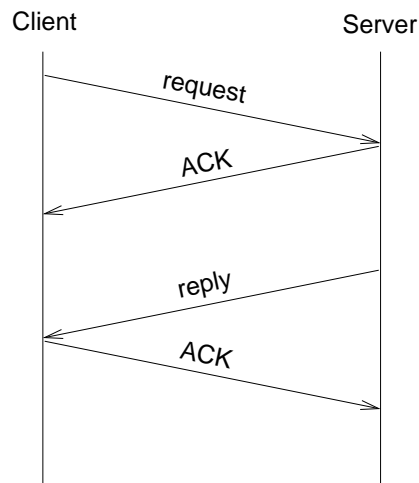 Client
Server
request
ACK
reply
ACK